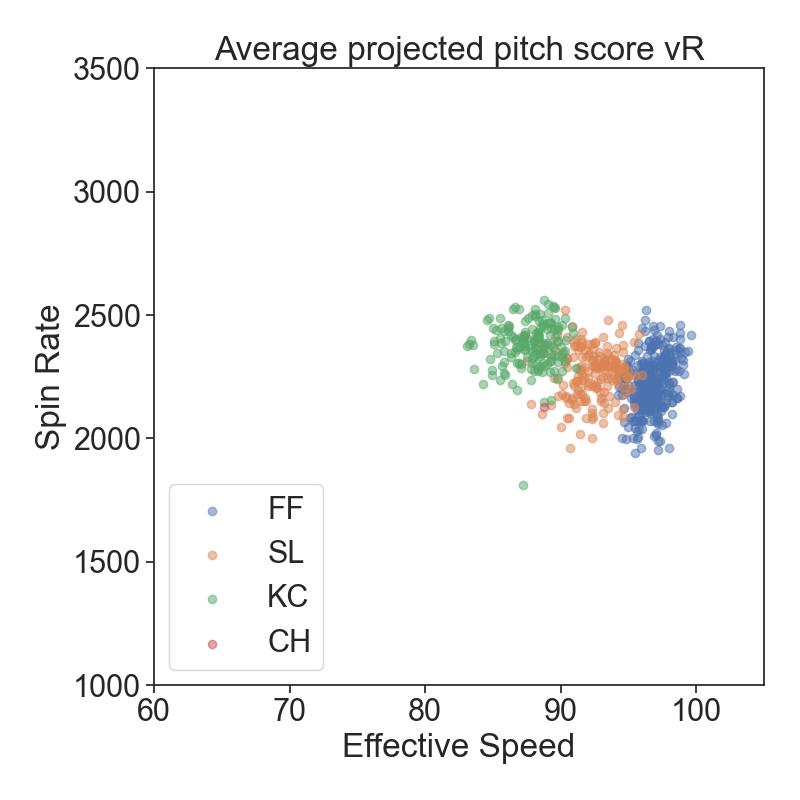 Average projected pitch score vR
3500
3000
2500
2000
1500
1000
Spin Rate
FF
SL
KC
CH
60 70 80 90 100
Effective Speed